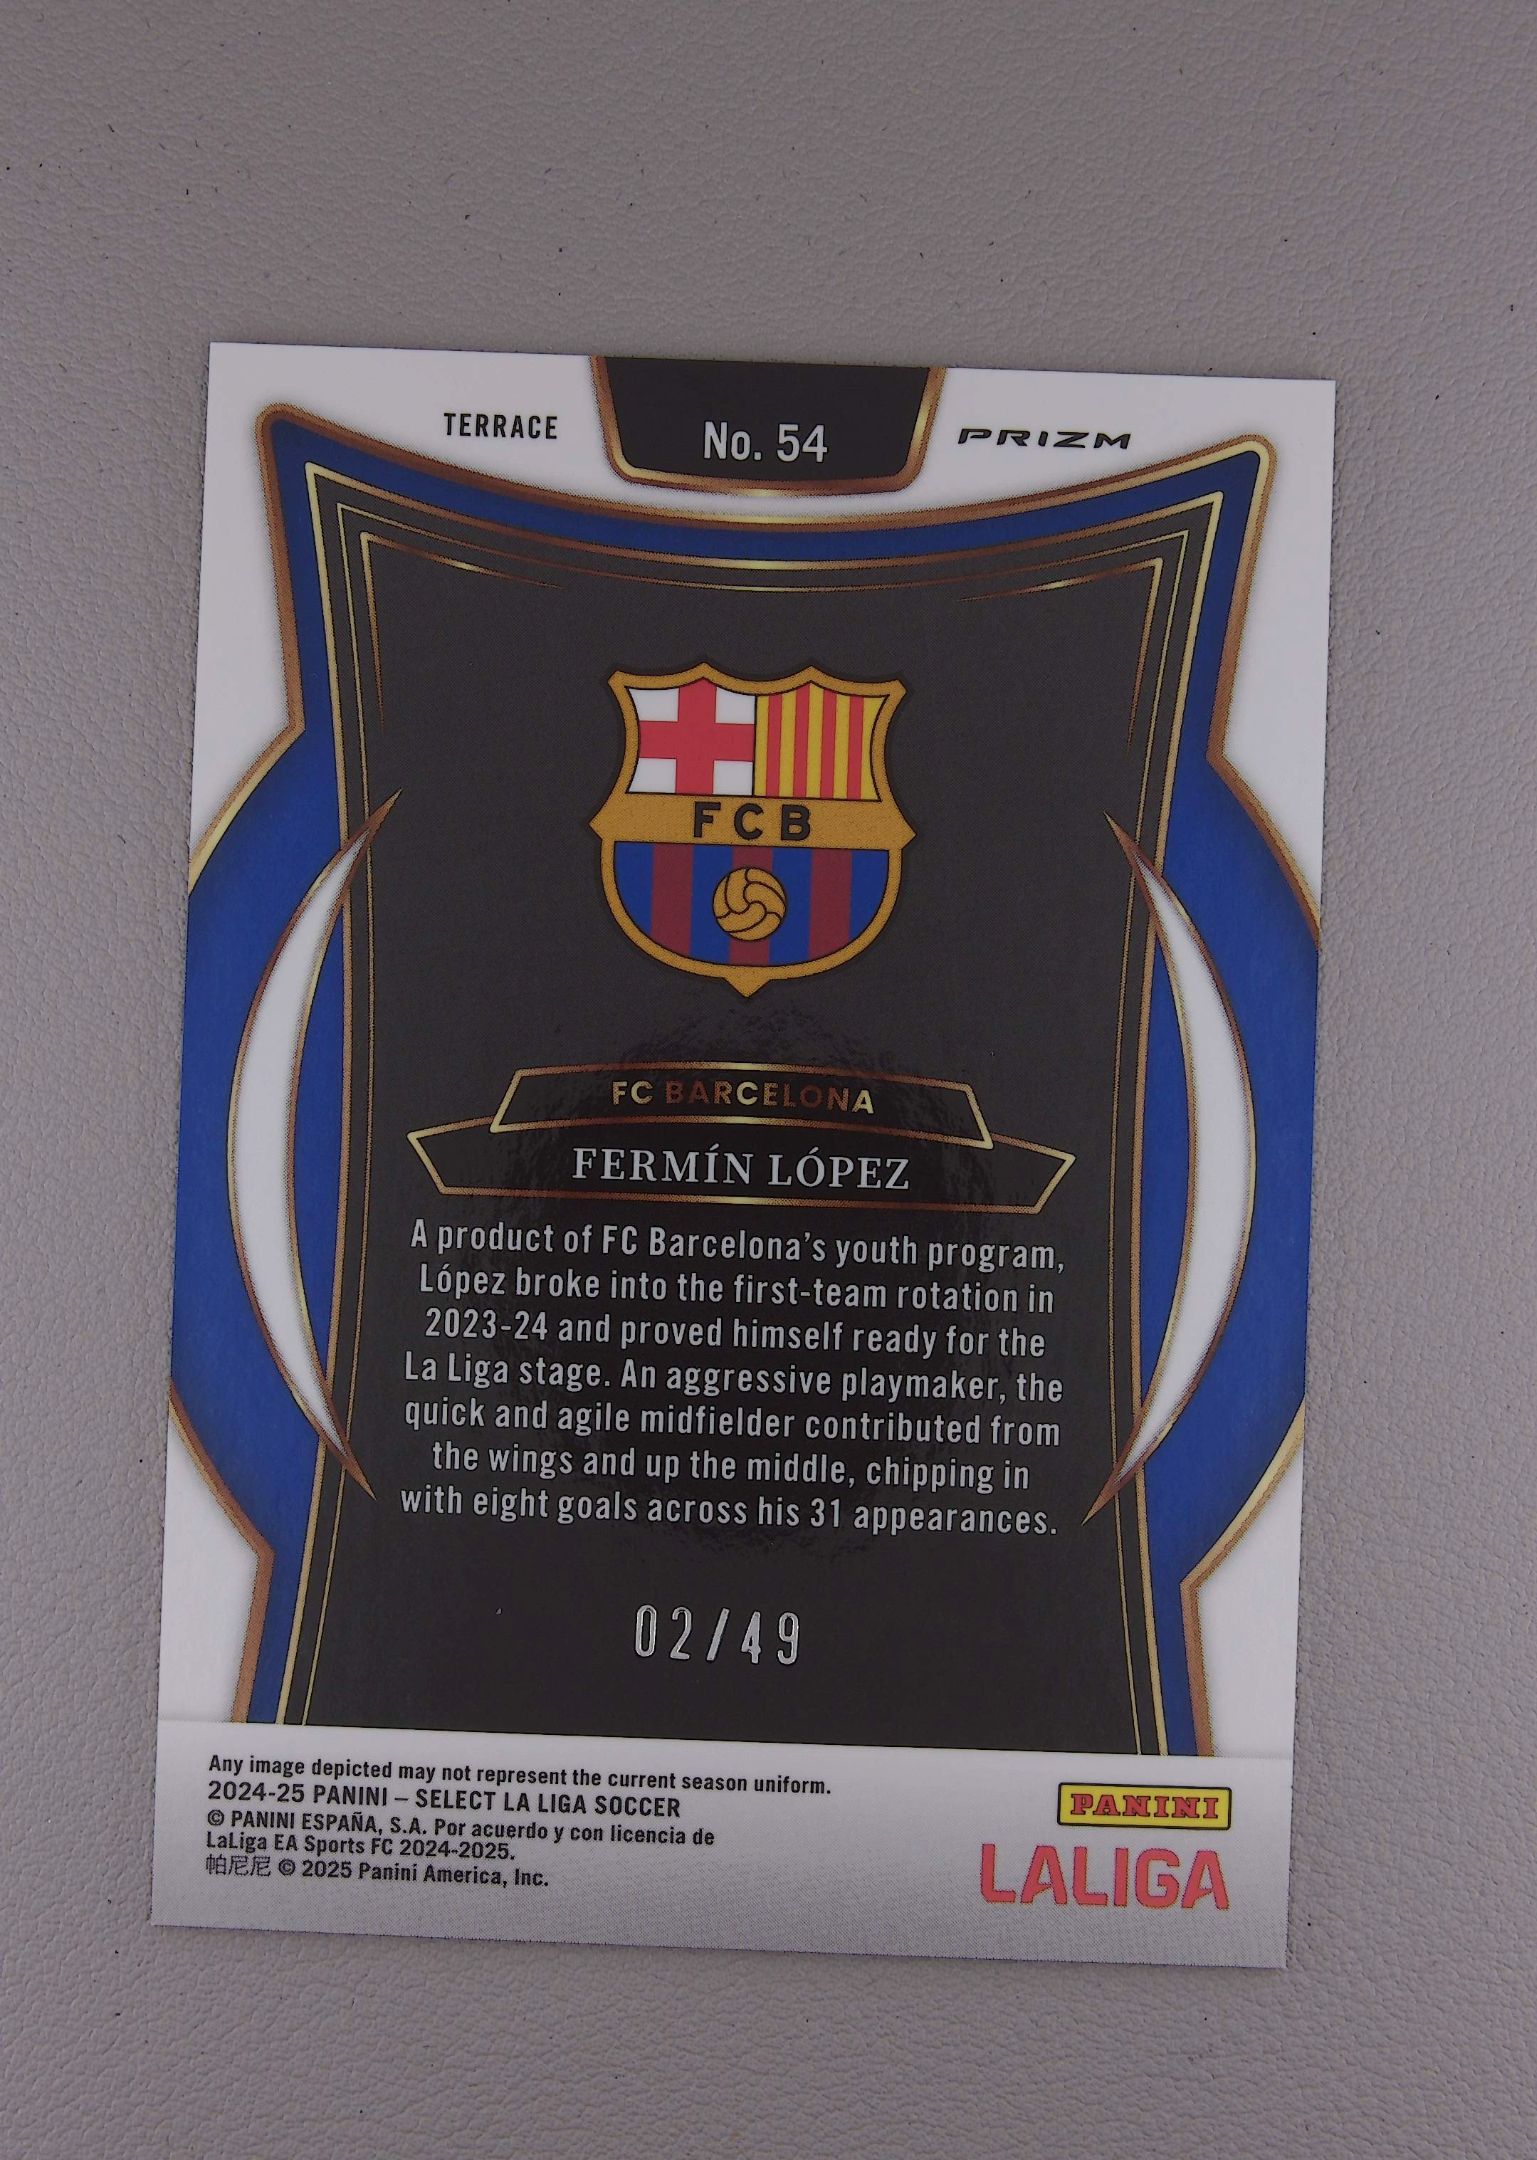 TERRACE
No. 54
PRIZM
FCB
FC BARCELONA
FERMÍN LÓPEZ
A product of FC Barcelona's youth program,
López broke into the first-team rotation in
2023-24 and proved himself ready for the
La Liga stage. An aggressive playmaker, the
quick and agile midfielder contributed from
the wings and up the middle, chipping in
with eight goals across his 31 appearances.
02/49
Any image depicted may not represent the current season uniform.
2024-25 PANINI – SELECT LA LIGA SOCCER
© PANINI ESPAÑA, S.A. Por acuerdo y con licencia de
LaLiga EA Sports FC 2024-2025.
帕尼尼 © 2025 Panini America, Inc.
PANINI
LALIGA